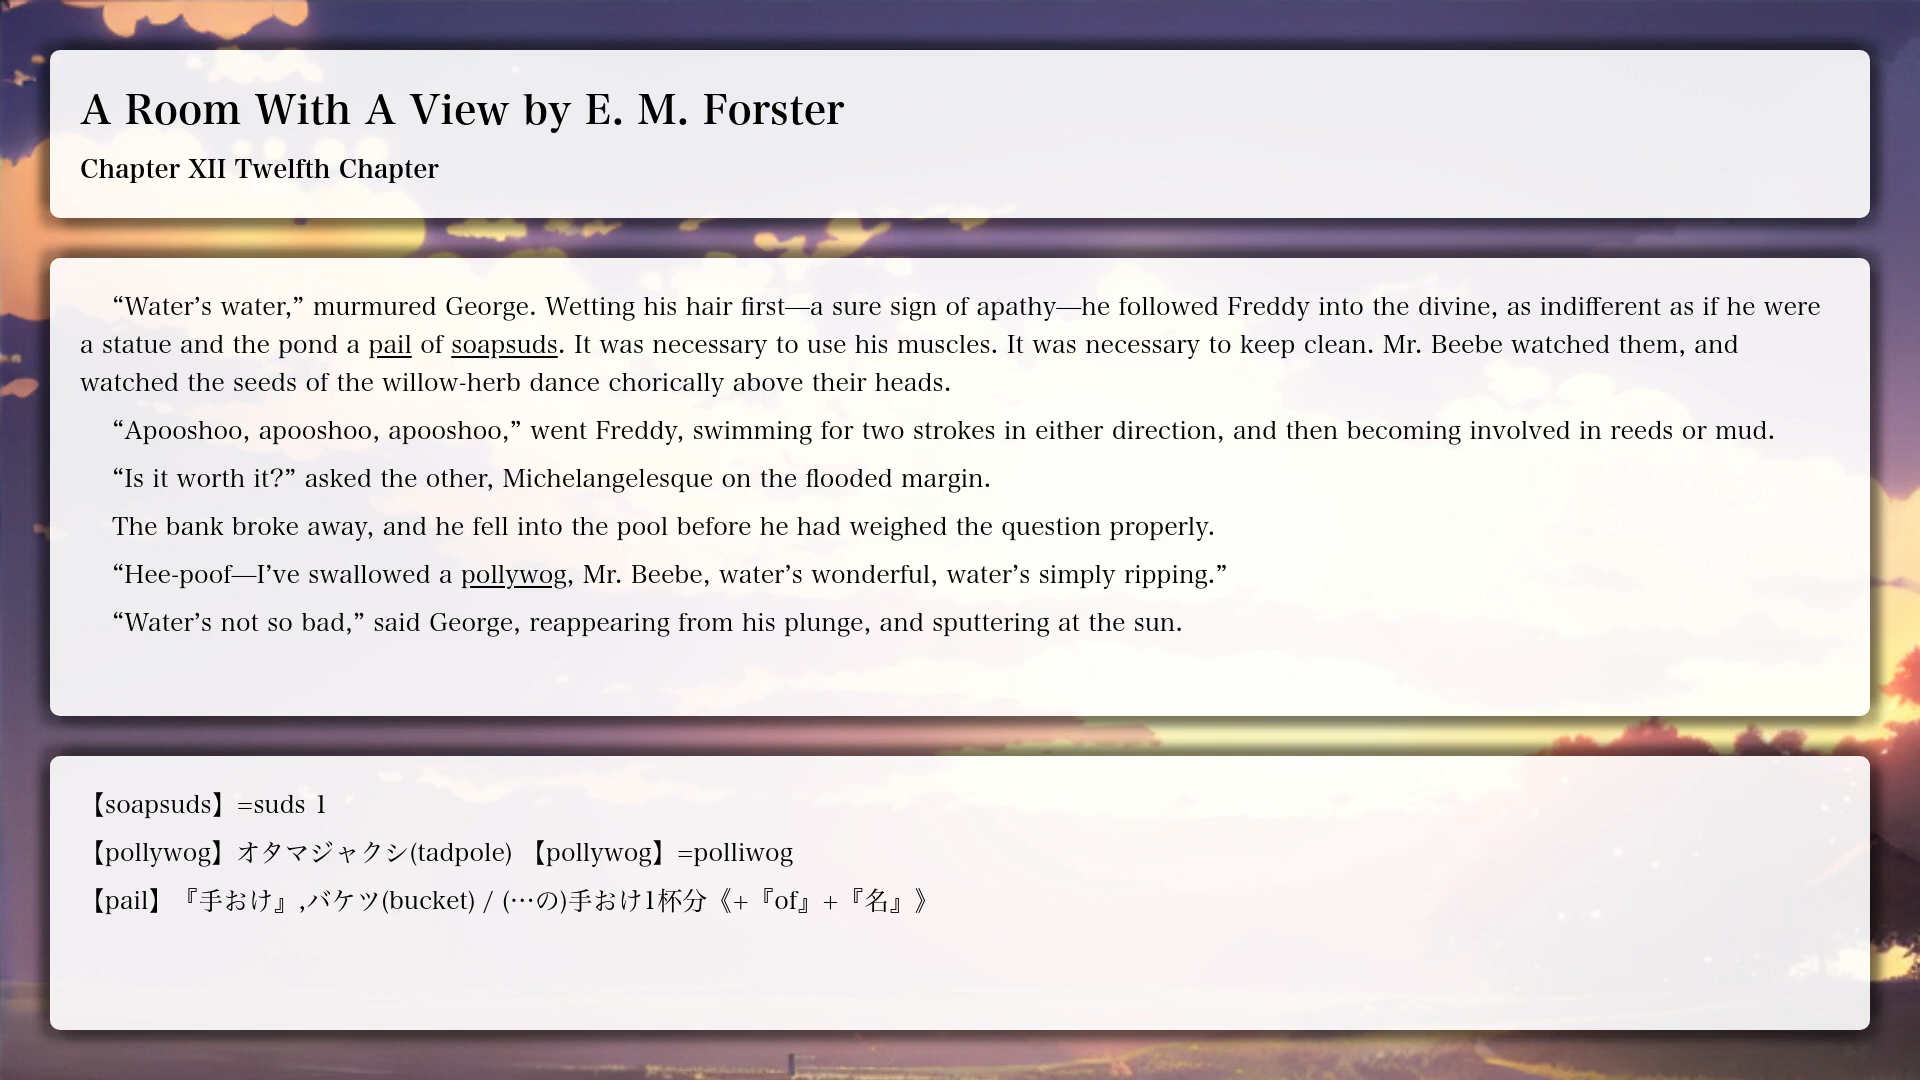 A Room With A View by E. M. Forster
Chapter XII Twelfth Chapter
“Water’s water,” murmured George. Wetting his hair first—a sure sign of apathy—he followed Freddy into the divine, as indifferent as if he were
a statue and the pond a pail of soapsuds. It was necessary to use his muscles. It was necessary to keep clean. Mr. Beebe watched them, and
watched the seeds of the willow-herb dance chorically above their heads.
“Apooshoo, apooshoo, apooshoo,” went Freddy, swimming for two strokes in either direction, and then becoming involved in reeds or mud.
“Is it worth it?” asked the other, Michelangelesque on the flooded margin.
The bank broke away, and he fell into the pool before he had weighed the question properly.
“Hee-poof—I’ve swallowed a pollywog, Mr. Beebe, water’s wonderful, water’s simply ripping.”
“Water’s not so bad,” said George, reappearing from his plunge, and sputtering at the sun.
【soapsuds】=suds 1
【pollywog】オタマジャクシ(tadpole) 【pollywog】=polliwog
【pail】『手おけ』,バケツ(bucket) / (…の)手おけ1杯分《+『of』+『名』》